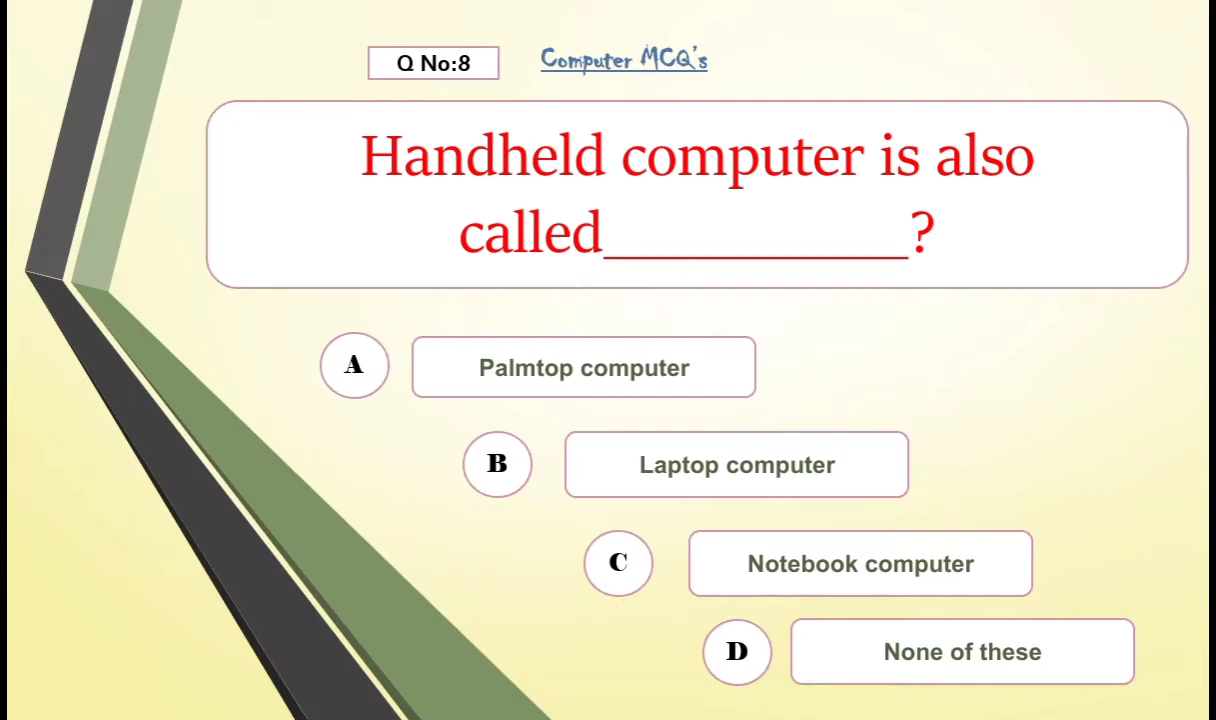 Q No:8
Computer MCQ's
Handheld computer is also
called___________?
A
Palmtop computer
B
Laptop computer
C
Notebook computer
D
None of these